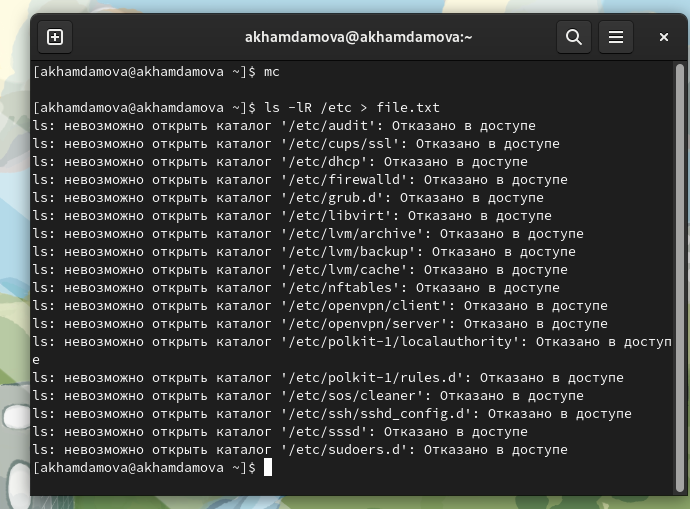 akhamdamova@akhamdamova:~
[akhamdamova@akhamdamova ~]$ mc
[akhamdamova@akhamdamova ~]$ ls -lR /etc > file.txt
ls: невозможно открыть каталог '/etc/audit': Отказано в доступе
ls: невозможно открыть каталог '/etc/cups/ssl': Отказано в доступе
ls: невозможно открыть каталог '/etc/dhcp': Отказано в доступе
ls: невозможно открыть каталог '/etc/firewalld': Отказано в доступе
ls: невозможно открыть каталог '/etc/grub.d': Отказано в доступе
ls: невозможно открыть каталог '/etc/libvirt': Отказано в доступе
ls: невозможно открыть каталог '/etc/lvm/archive': Отказано в доступе
ls: невозможно открыть каталог '/etc/lvm/backup': Отказано в доступе
ls: невозможно открыть каталог '/etc/lvm/cache': Отказано в доступе
ls: невозможно открыть каталог '/etc/nftables': Отказано в доступе
ls: невозможно открыть каталог '/etc/openvpn/client': Отказано в доступе
ls: невозможно открыть каталог '/etc/openvpn/server': Отказано в доступе
ls: невозможно открыть каталог '/etc/polkit-1/localauthority': Отказано в доступ
е
ls: невозможно открыть каталог '/etc/polkit-1/rules.d': Отказано в доступе
ls: невозможно открыть каталог '/etc/sos/cleaner': Отказано в доступе
ls: невозможно открыть каталог '/etc/ssh/sshd_config.d': Отказано в доступе
ls: невозможно открыть каталог '/etc/sssd': Отказано в доступе
ls: невозможно открыть каталог '/etc/sudoers.d': Отказано в доступе
[akhamdamova@akhamdamova ~]$